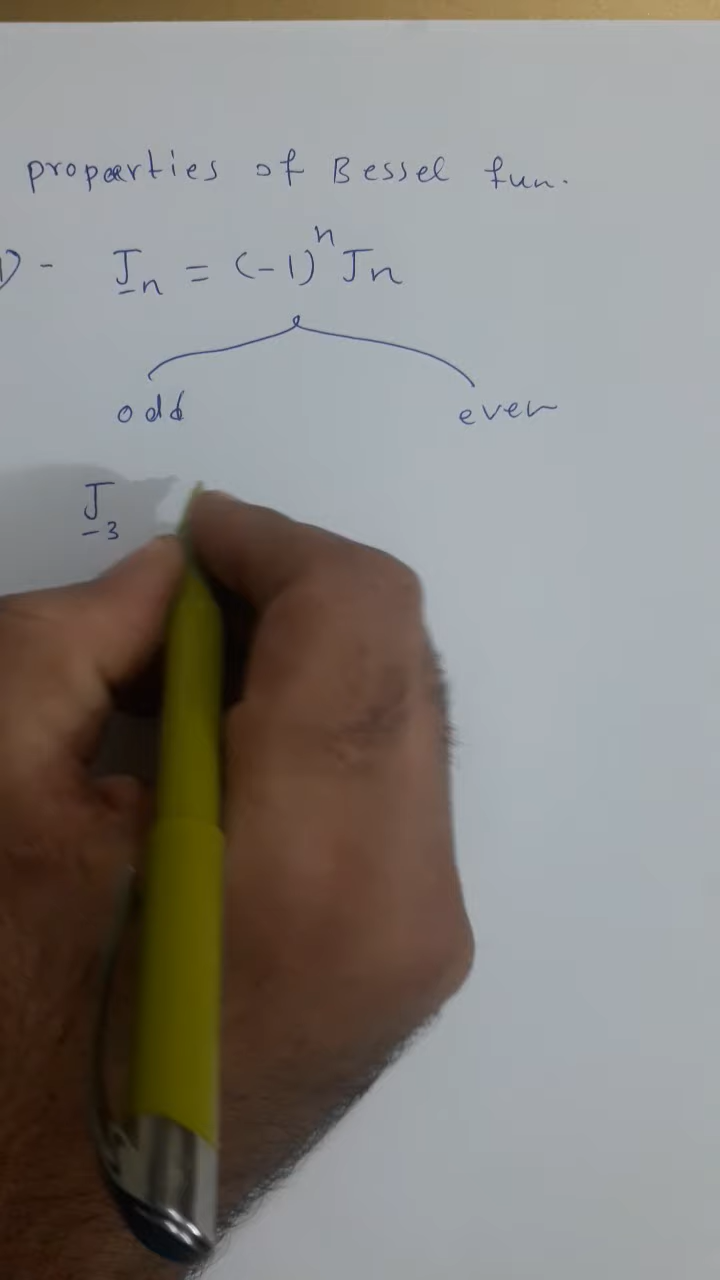 properties of Bessel fun.
1) - J-n = (-1)^n Jn
odd even
J-3